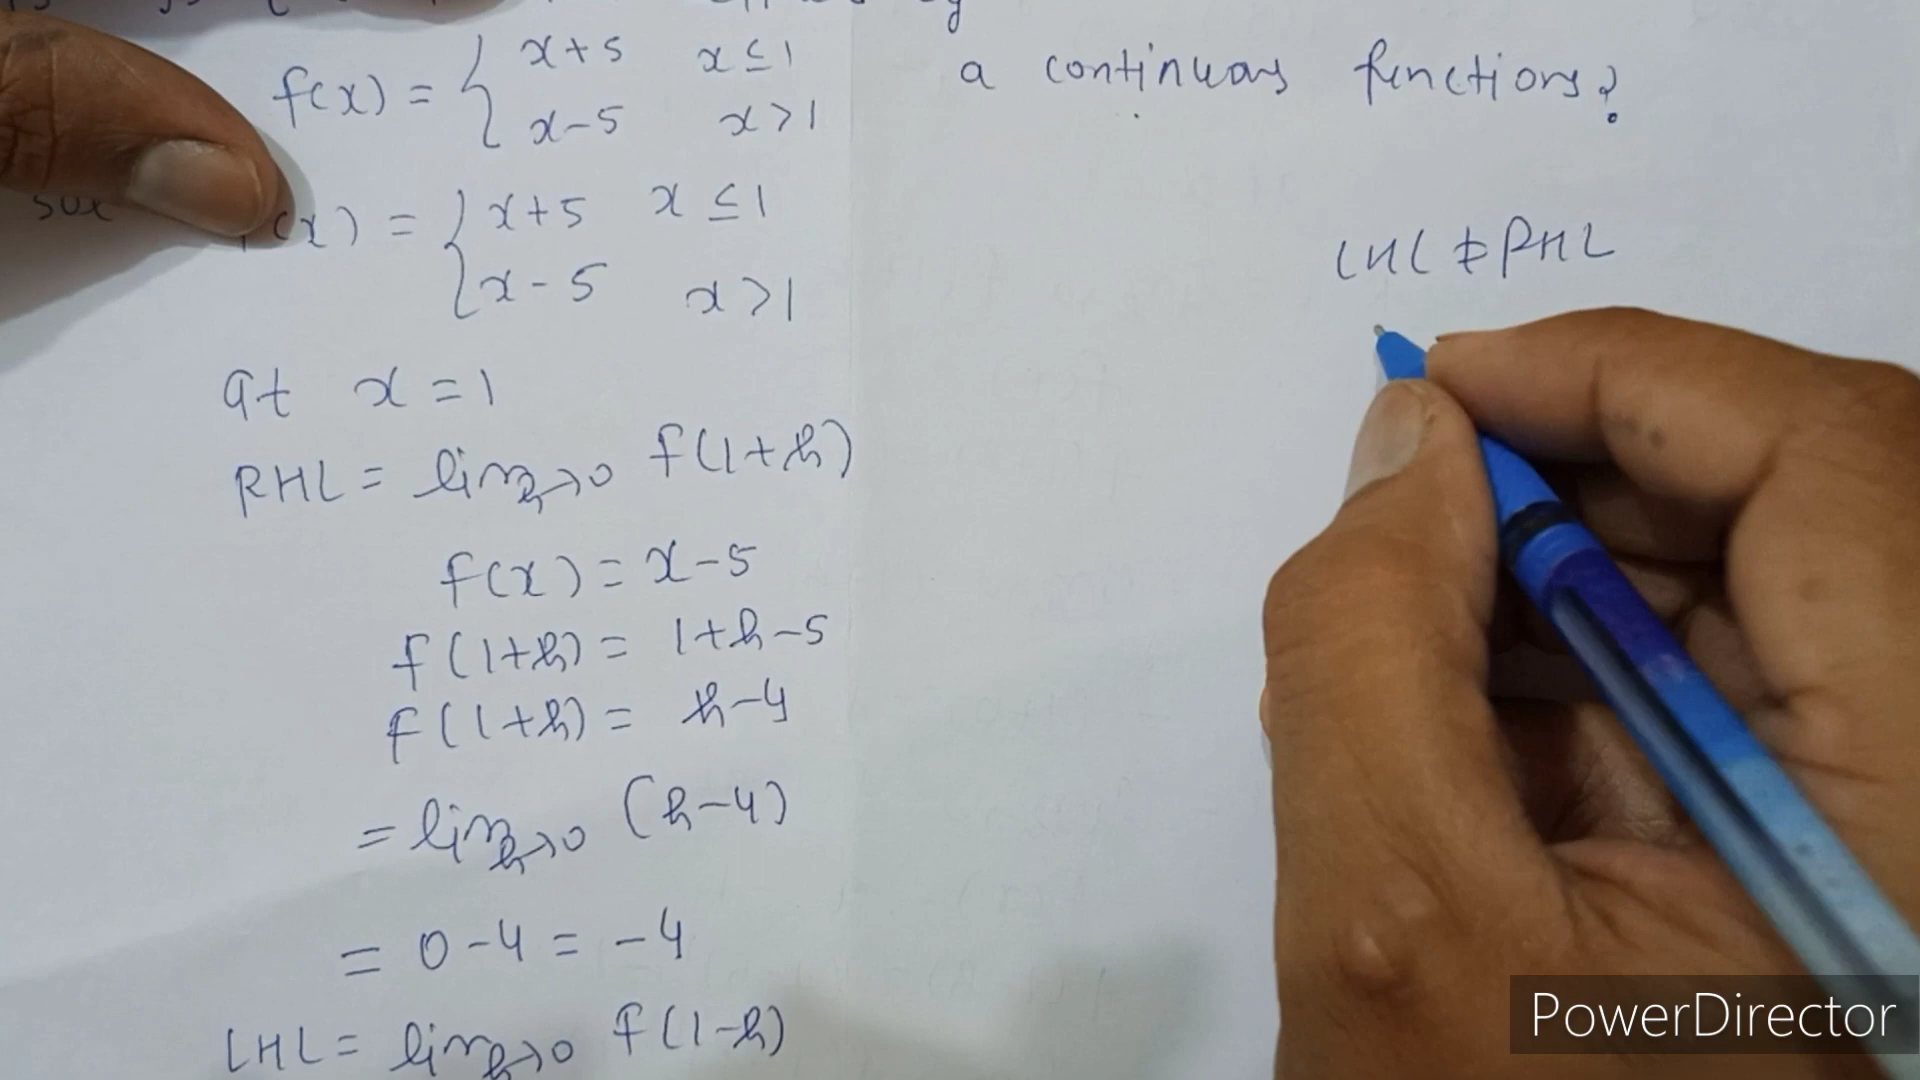 f(x) = { x+5 x ≤ 1
x-5 x > 1
a continuous functions?
(x) = { x+5 x ≤ 1
x-5 x > 1
LHL ≠ RHL
at x = 1
RHL = lim h→0 f(1+h)
f(x) = x-5
f(1+h) = 1+h-5
f(1+h) = h-4
= lim h→0 (h-4)
= 0-4 = -4
LHL = lim h→0 f(1-h)
PowerDirector